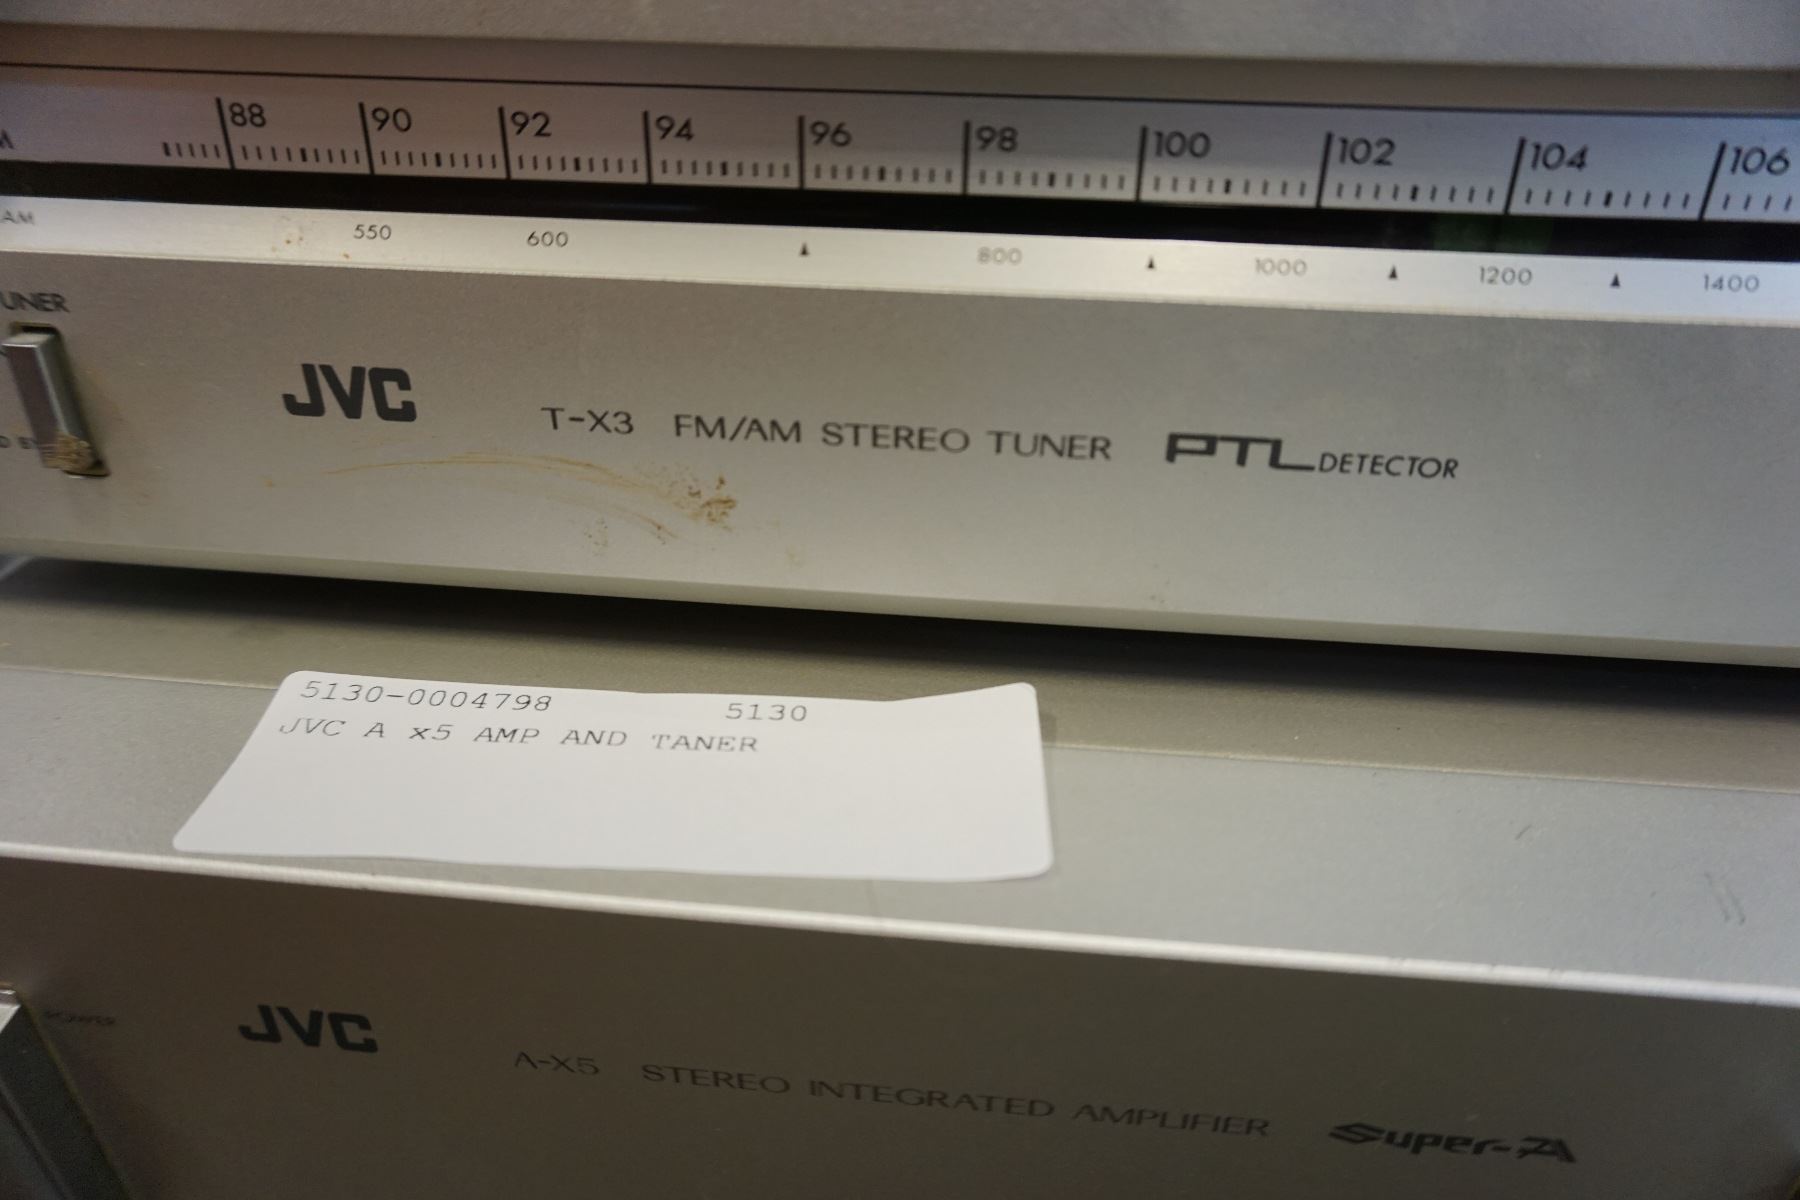 88 90 92 94 96 98 100 102 104 106
AM 550 600 800 1000 1200 1400
JVC T-X3 FM/AM STEREO TUNER PTL DETECTOR
5130-0004798 5130
JVC A x5 AMP AND TANER
JVC A-X5 STEREO INTEGRATED AMPLIFIER Super-A